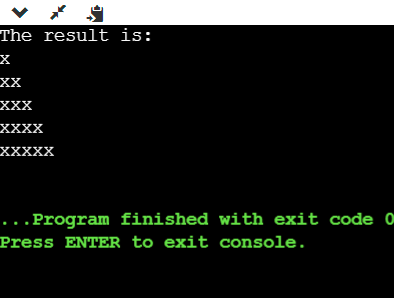 The result is:
x
xx
xxx
xxxx
xxxxx
...Program finished with exit code 0
Press ENTER to exit console.